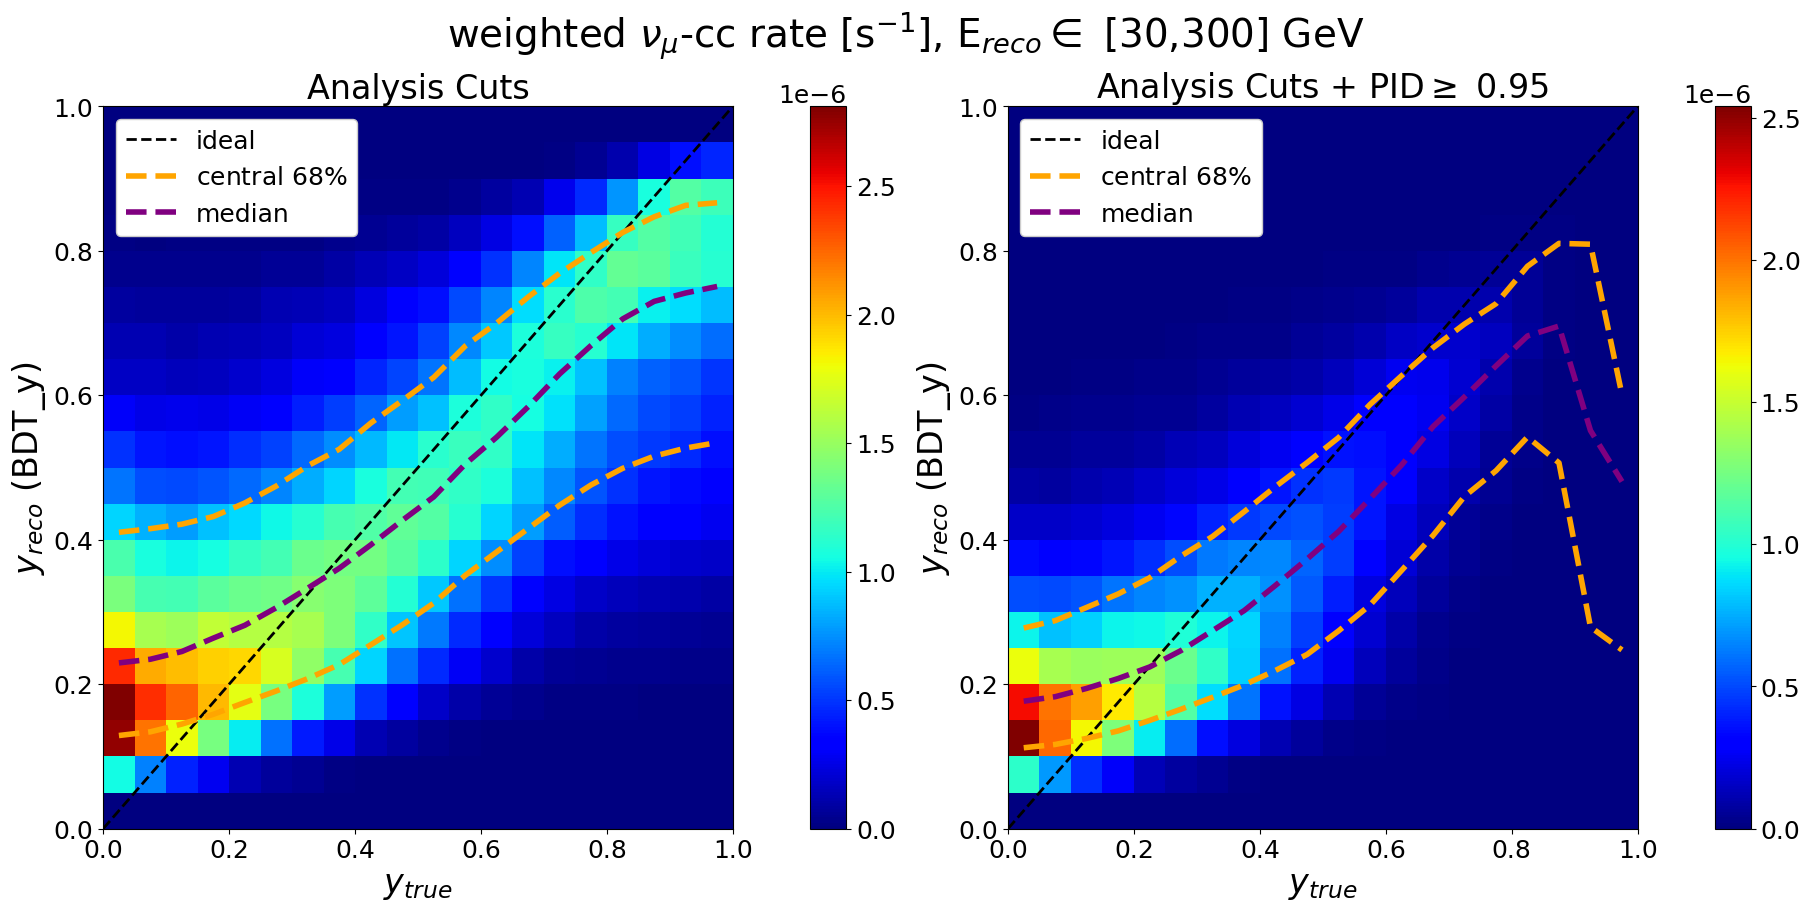 weighted ν_μ-cc rate [s⁻¹], E_reco ∈ [30,300] GeV
Analysis Cuts
1e−6
1.0
0.8
0.6
0.4
0.2
0.0
y_reco (BDT_y)
ideal
central 68%
median
0.0
0.2
0.4
0.6
0.8
1.0
y_true
2.5
2.0
1.5
1.0
0.5
0.0
Analysis Cuts + PID ≥ 0.95
1e−6
1.0
0.8
0.6
0.4
0.2
0.0
y_reco (BDT_y)
ideal
central 68%
median
0.0
0.2
0.4
0.6
0.8
1.0
y_true
2.5
2.0
1.5
1.0
0.5
0.0